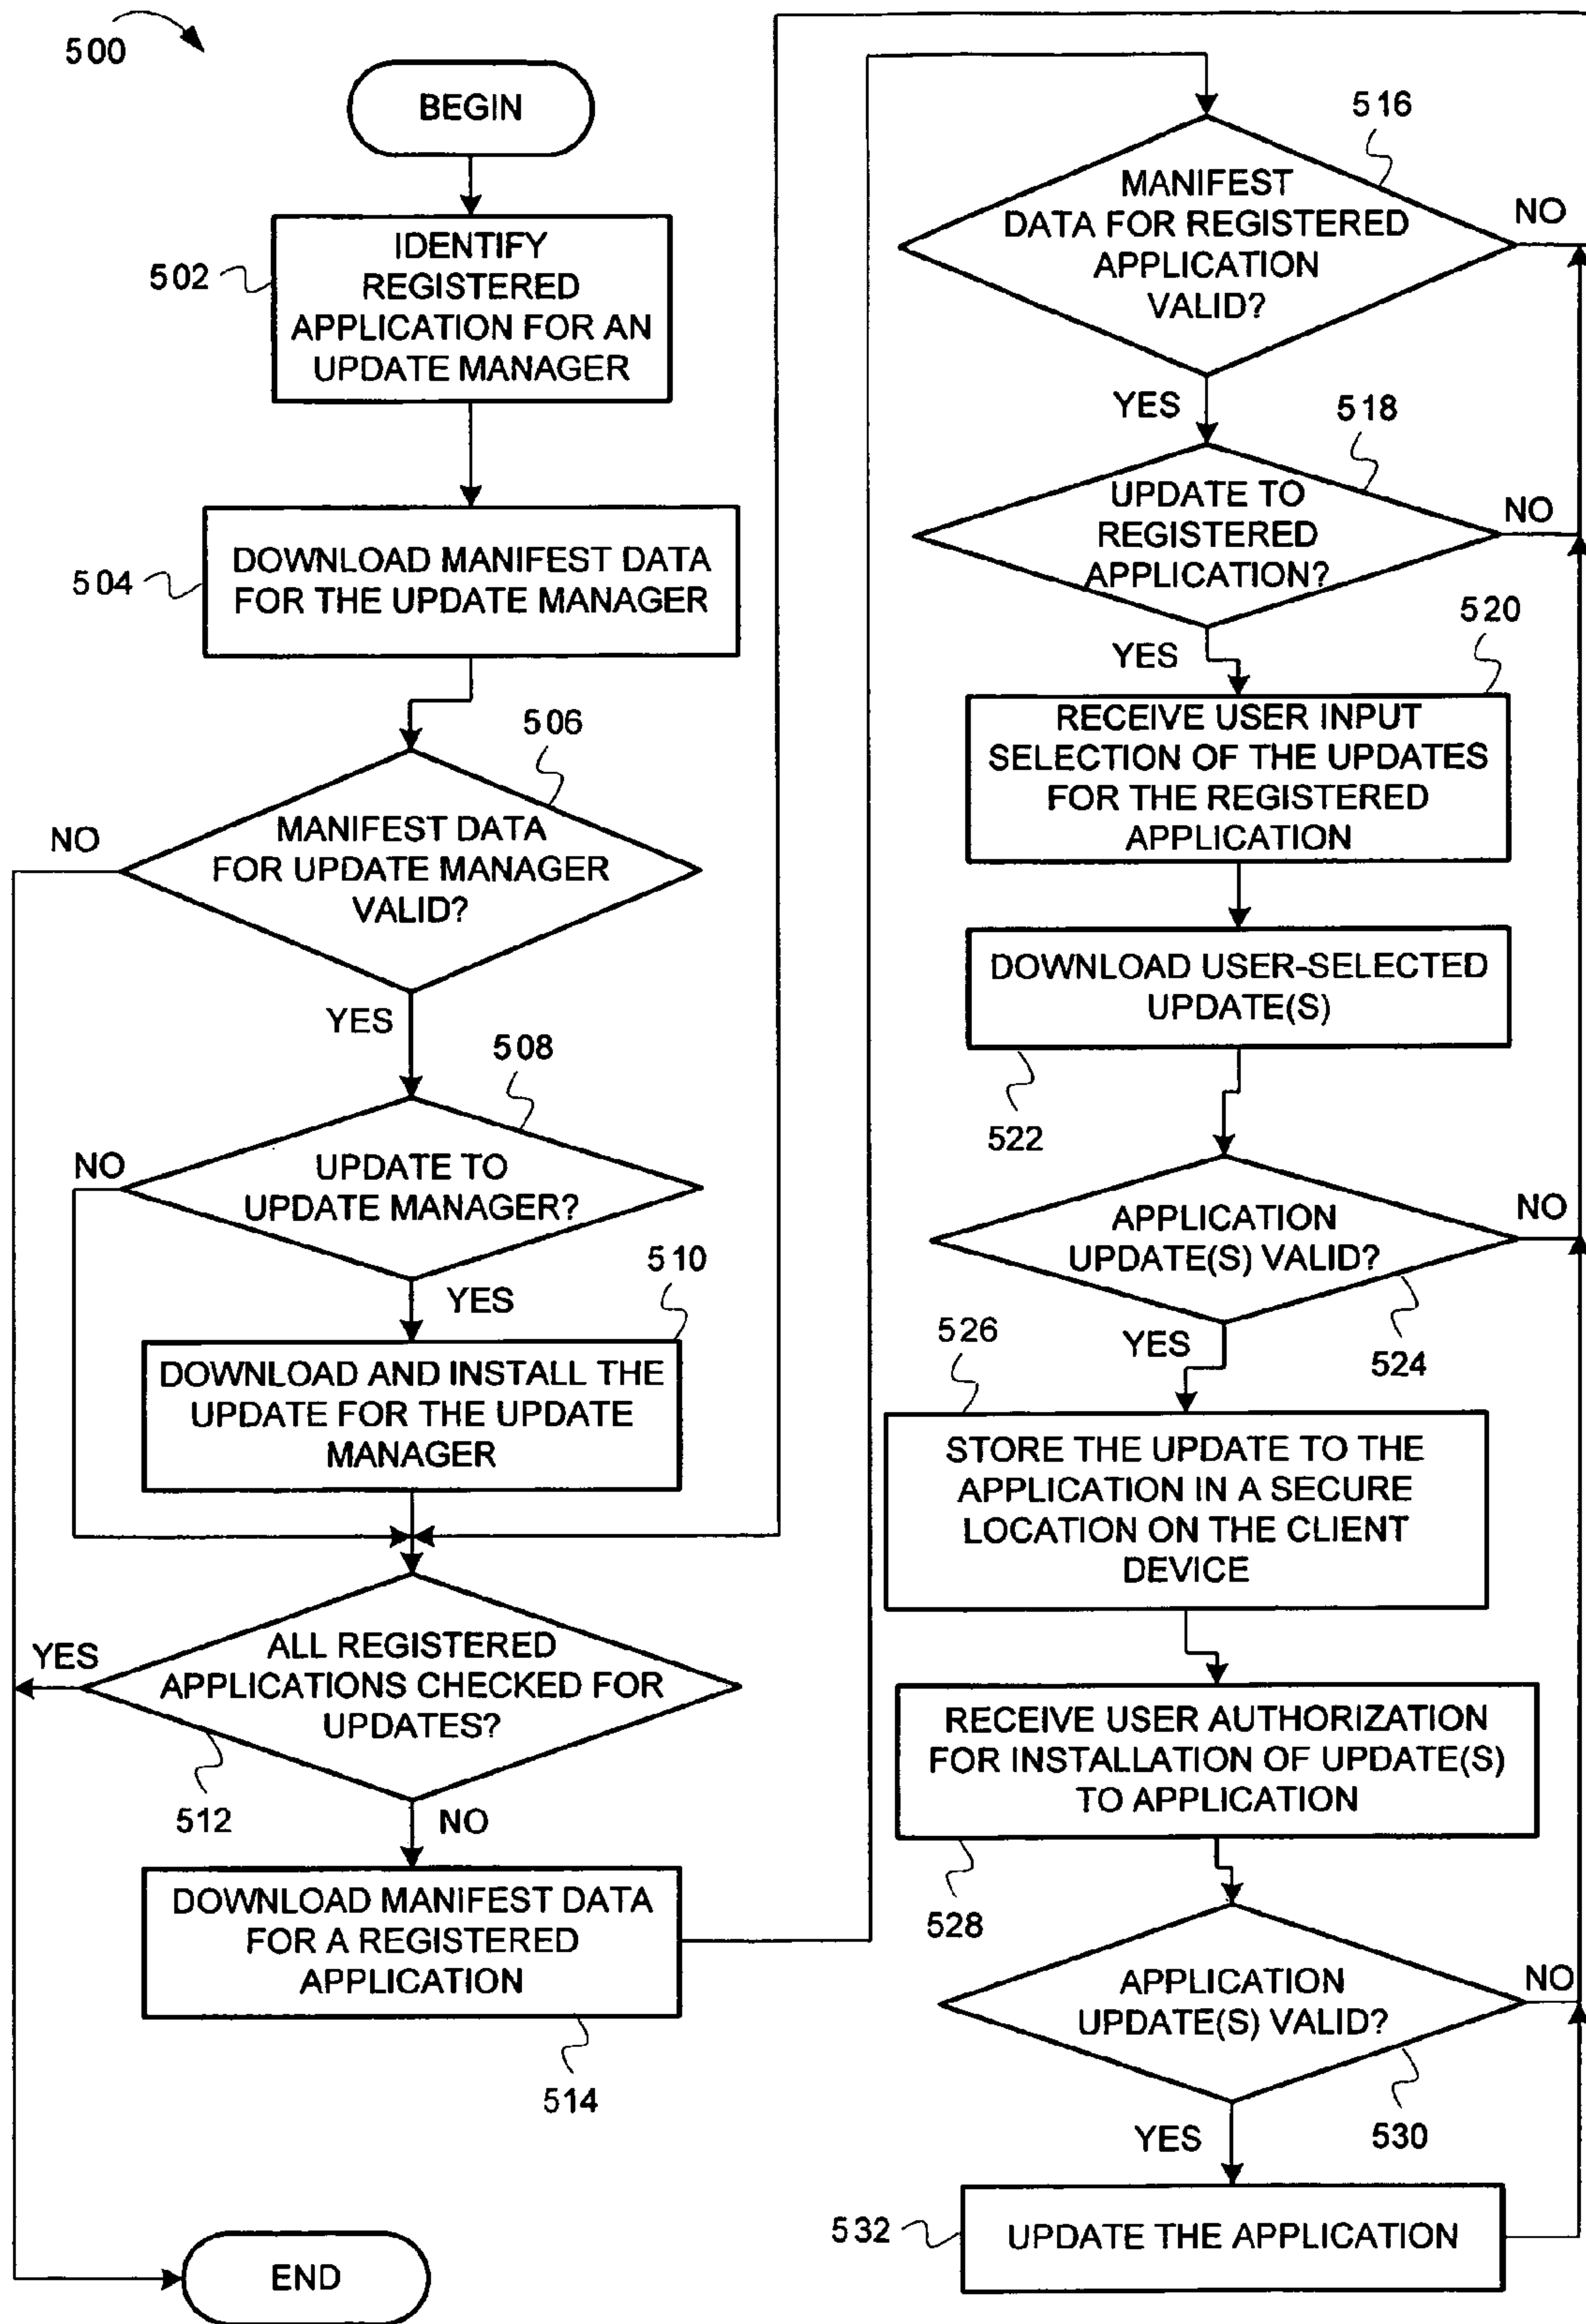 500
BEGIN
502
IDENTIFY
REGISTERED
APPLICATION FOR AN
UPDATE MANAGER
504
DOWNLOAD MANIFEST DATA
FOR THE UPDATE MANAGER
506
MANIFEST DATA
FOR UPDATE MANAGER
VALID?
NO
YES
508
UPDATE TO
UPDATE MANAGER?
NO
YES
510
DOWNLOAD AND INSTALL THE
UPDATE FOR THE UPDATE
MANAGER
ALL REGISTERED
APPLICATIONS CHECKED FOR
UPDATES?
YES
512
NO
DOWNLOAD MANIFEST DATA
FOR A REGISTERED
APPLICATION
514
END
516
MANIFEST
DATA FOR REGISTERED
APPLICATION
VALID?
NO
YES
518
UPDATE TO
REGISTERED
APPLICATION?
NO
YES
520
RECEIVE USER INPUT
SELECTION OF THE UPDATES
FOR THE REGISTERED
APPLICATION
DOWNLOAD USER-SELECTED
UPDATE(S)
522
APPLICATION
UPDATE(S) VALID?
NO
524
YES
526
STORE THE UPDATE TO THE
APPLICATION IN A SECURE
LOCATION ON THE CLIENT
DEVICE
RECEIVE USER AUTHORIZATION
FOR INSTALLATION OF UPDATE(S)
TO APPLICATION
528
APPLICATION
UPDATE(S) VALID?
NO
530
YES
532
UPDATE THE APPLICATION